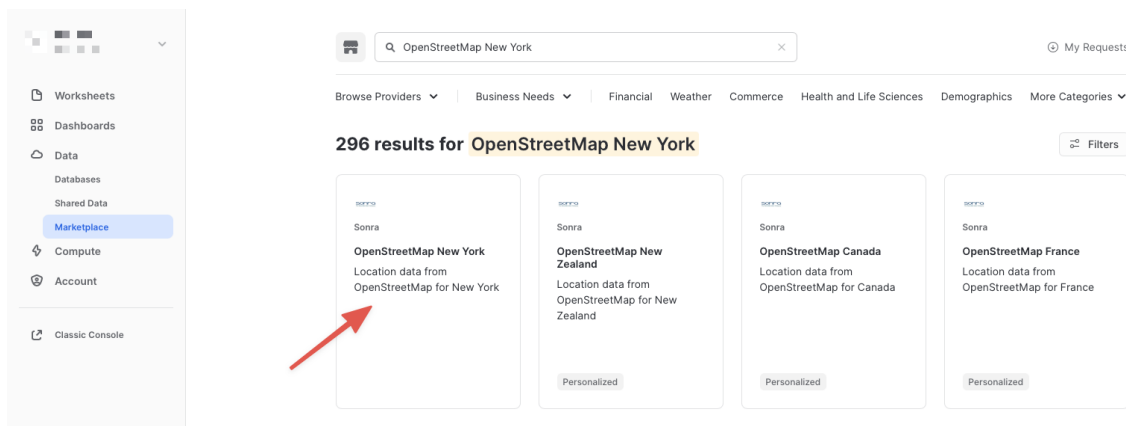 OpenStreetMap New York
My Requests
Worksheets
Dashboards
Data
Databases
Shared Data
Marketplace
Compute
Account
Classic Console
Browse Providers
Business Needs
Financial
Weather
Commerce
Health and Life Sciences
Demographics
More Categories
296 results for OpenStreetMap New York
Filters
sonra
Sonra
OpenStreetMap New York
Location data from
OpenStreetMap for New York
sonra
Sonra
OpenStreetMap New
Zealand
Location data from
OpenStreetMap for New
Zealand
Personalized
sonra
Sonra
OpenStreetMap Canada
Location data from
OpenStreetMap for Canada
Personalized
sonra
Sonra
OpenStreetMap France
Location data from
OpenStreetMap for France
Personalized